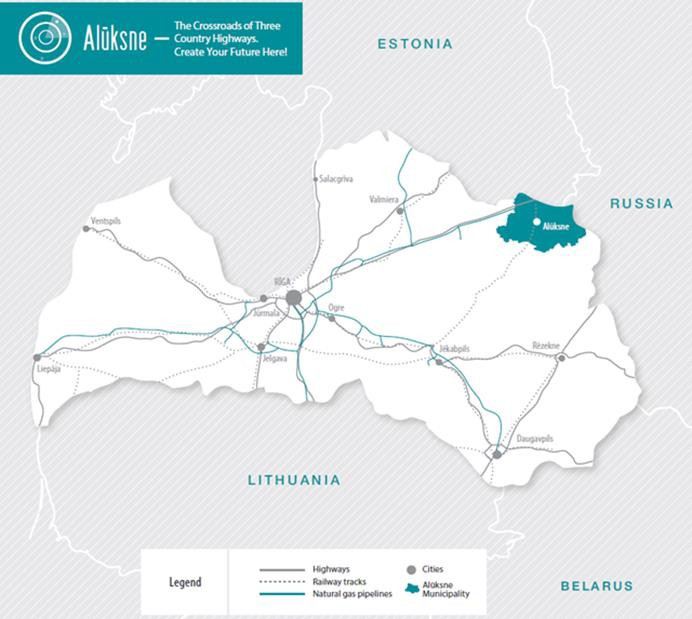 Alūksne —
The Crossroads of Three
Country Highways.
Create Your Future Here!
ESTONIA
RUSSIA
Salacgrīva
Valmiera
Ventspils
Alūksne
RĪGA
Jūrmala
Ogre
Jelgava
Jēkabpils
Rēzekne
Liepāja
Daugavpils
LITHUANIA
BELARUS
Legend
Highways
Railway tracks
Natural gas pipelines
Cities
Alūksne
Municipality